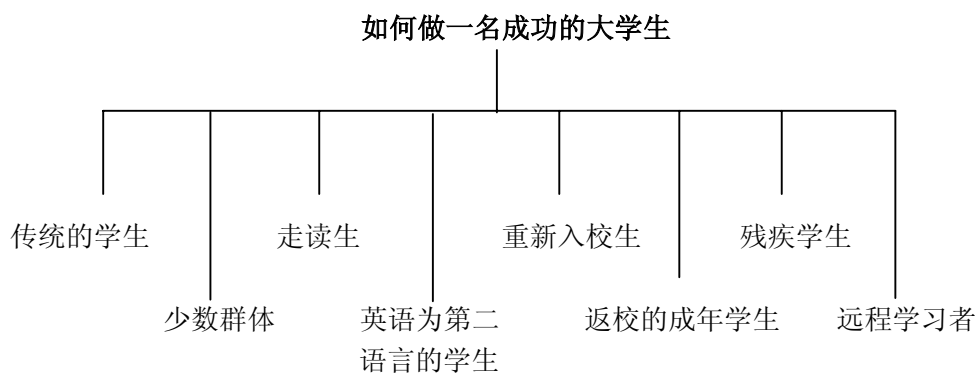 如何做一名成功的大学生
传统的学生
走读生
重新入校生
残疾学生
少数群体
英语为第二
语言的学生
返校的成年学生
远程学习者